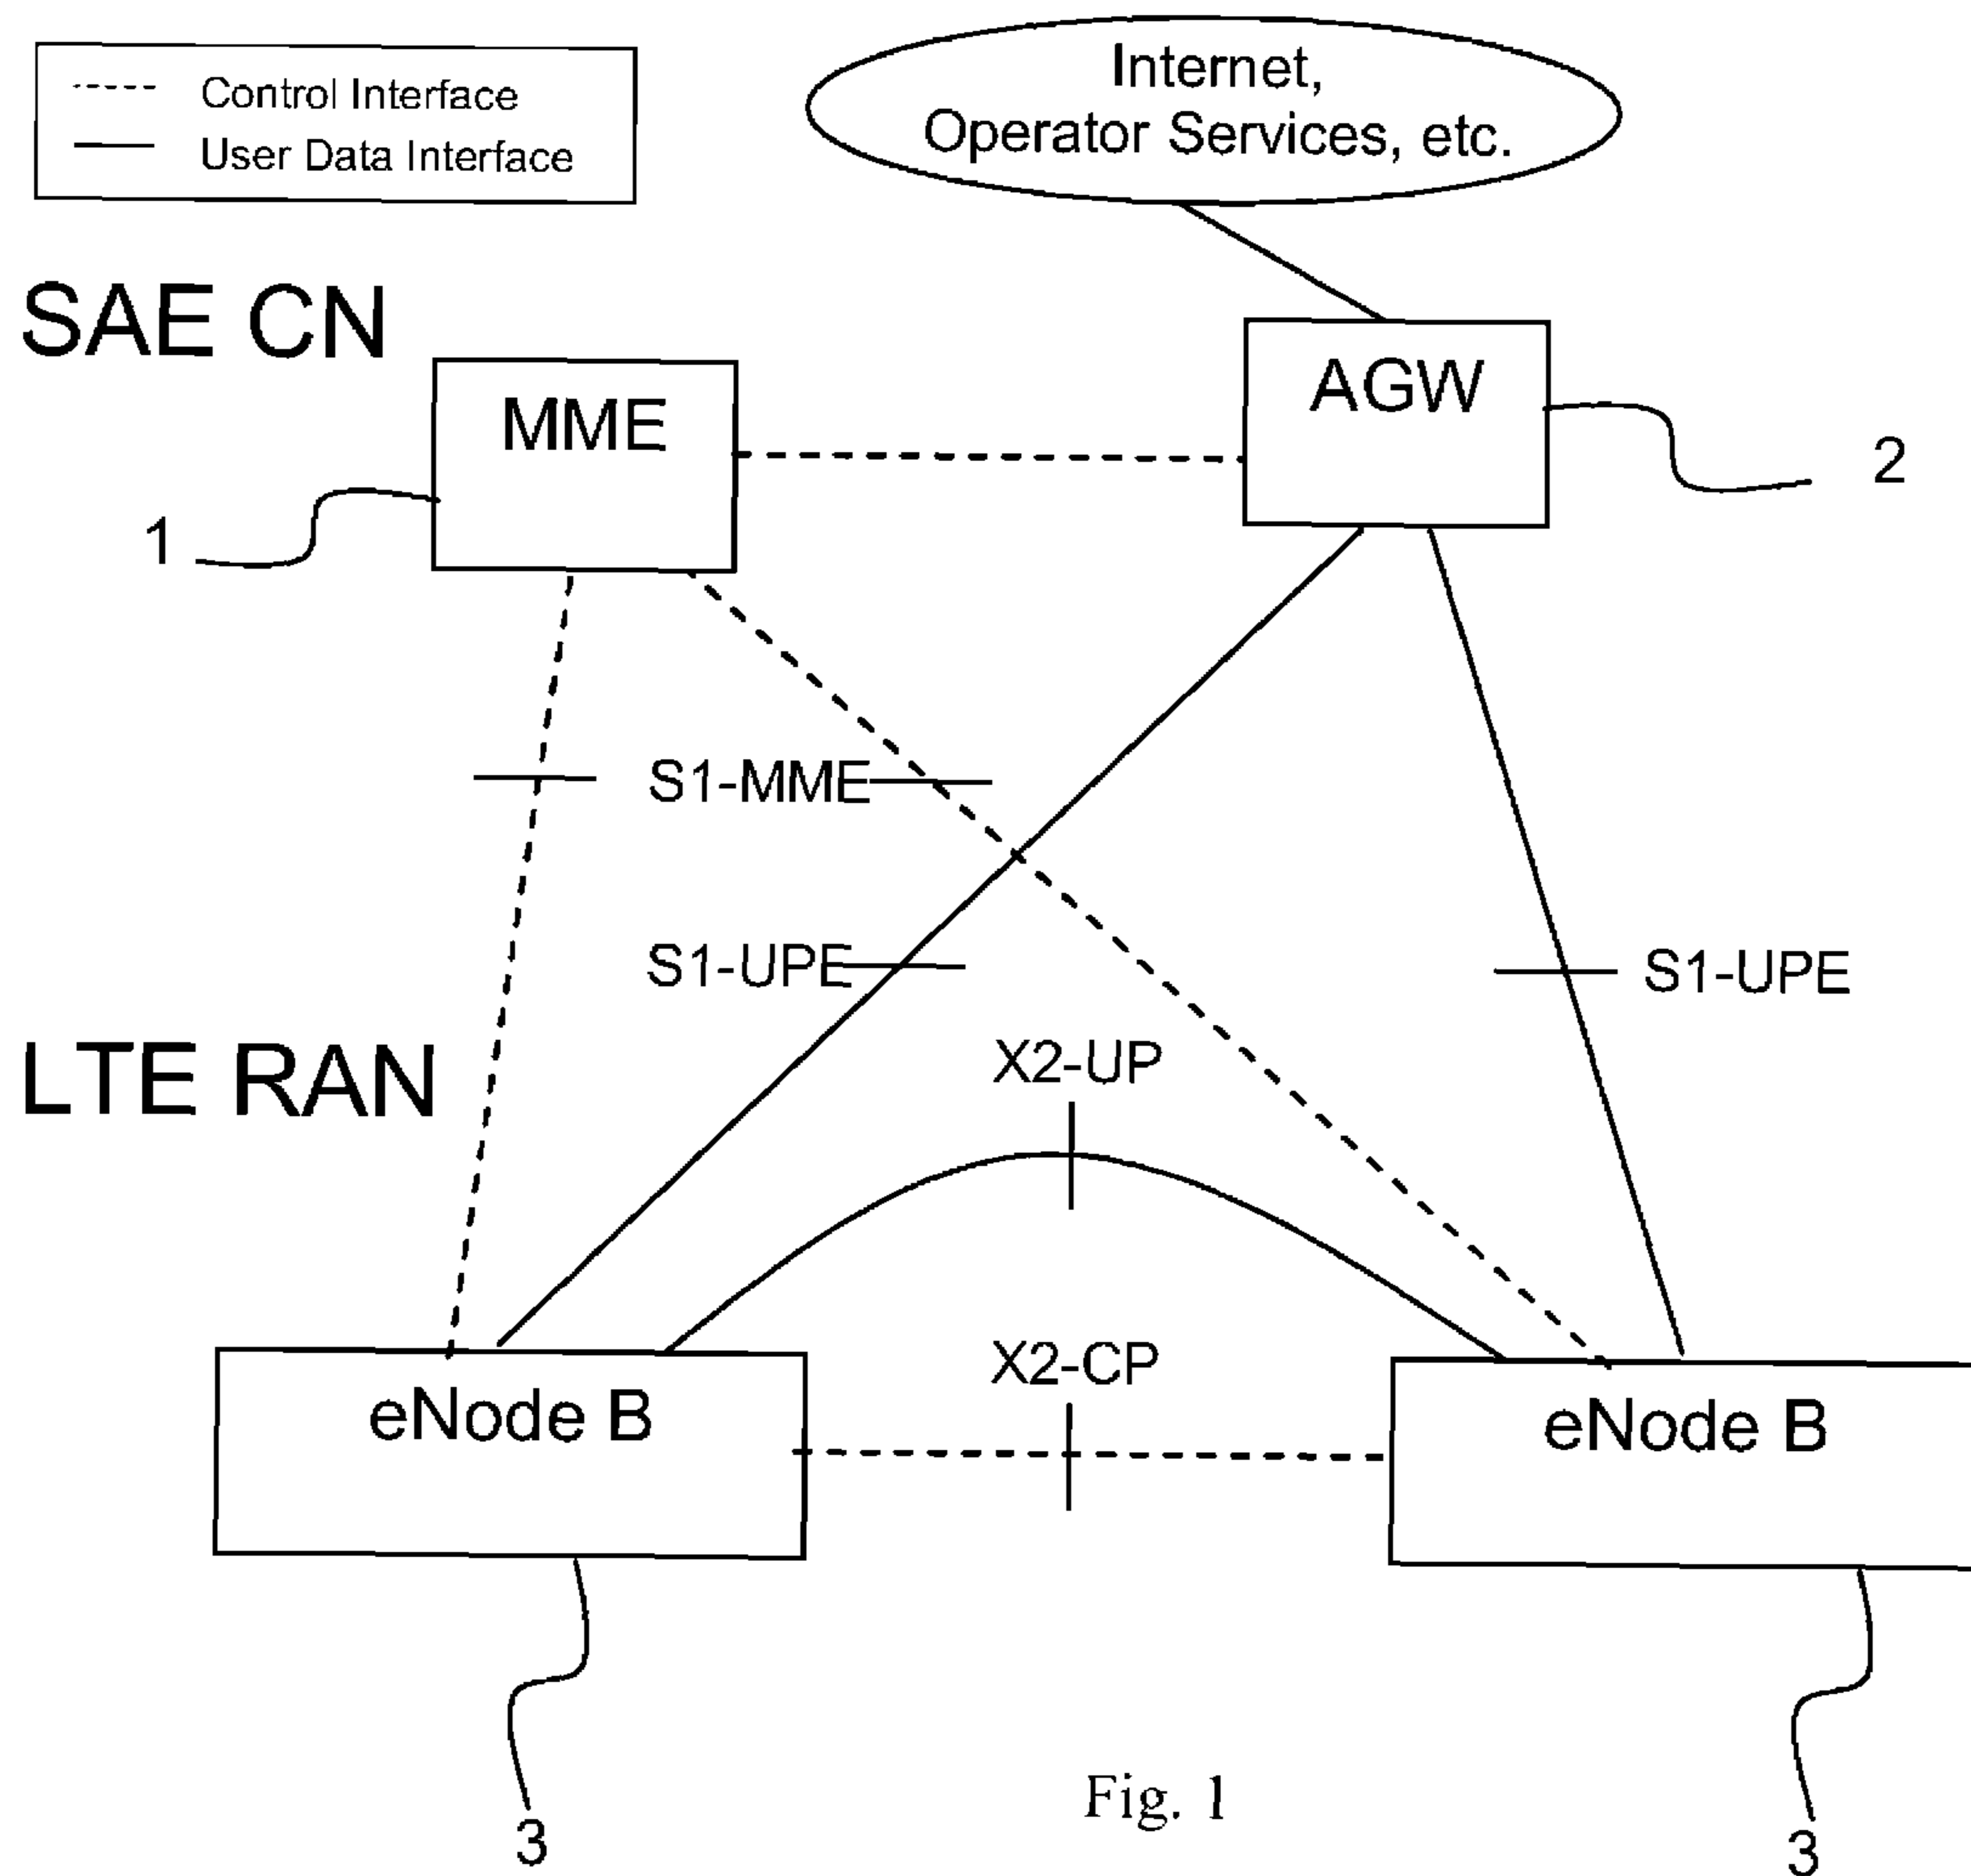 Control Interface
User Data Interface
Internet,
Operator Services, etc.
SAE CN
MME
AGW
1
2
S1-MME
S1-UPE
S1-UPE
LTE RAN
X2-UP
X2-CP
eNode B
eNode B
3
3
Fig. 1